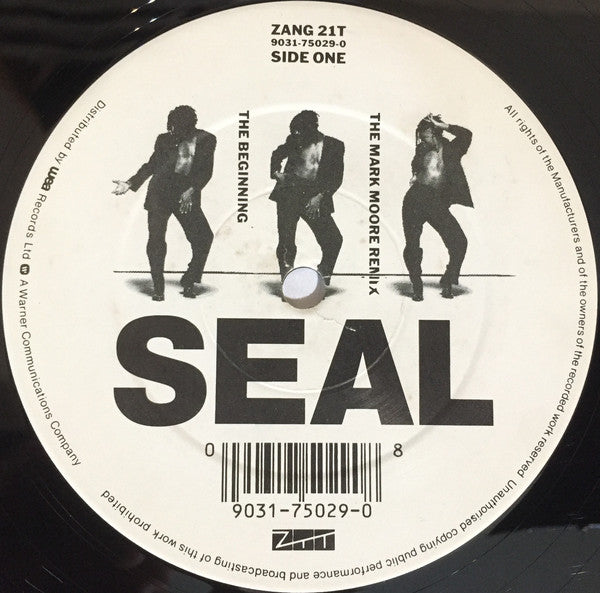 ZANG 21T
9031-75029-0
SIDE ONE
THE BEGINNING
THE MARK MOORE REMIX
SEAL
0 8
9031-75029-0
ZTT
Distributed by wea Records Ltd. A Warner Communications Company
All rights of the Manufacturers and of the owners of the recorded work reserved Unauthorised copying public performance and broadcasting of this work prohibited